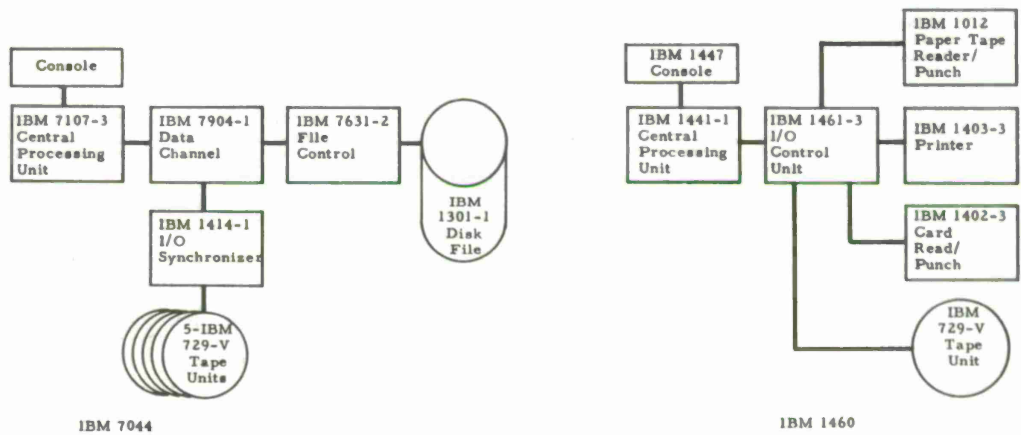 Console
IBM 7107-3
Central
Processing
Unit
IBM 7904-1
Data
Channel
IBM 7631-2
File
Control
IBM
1301-1
Disk
File
IBM 1414-1
I/O
Synchroniser
5-IBM
729-V
Tape
Units
IBM 7044
IBM 1447
Console
IBM 1441-1
Central
Processing
Unit
IBM 1461-3
I/O
Control
Unit
IBM 1012
Paper Tape
Reader/
Punch
IBM 1403-3
Printer
IBM 1402-3
Card
Read/
Punch
IBM
729-V
Tape
Unit
IBM 1460